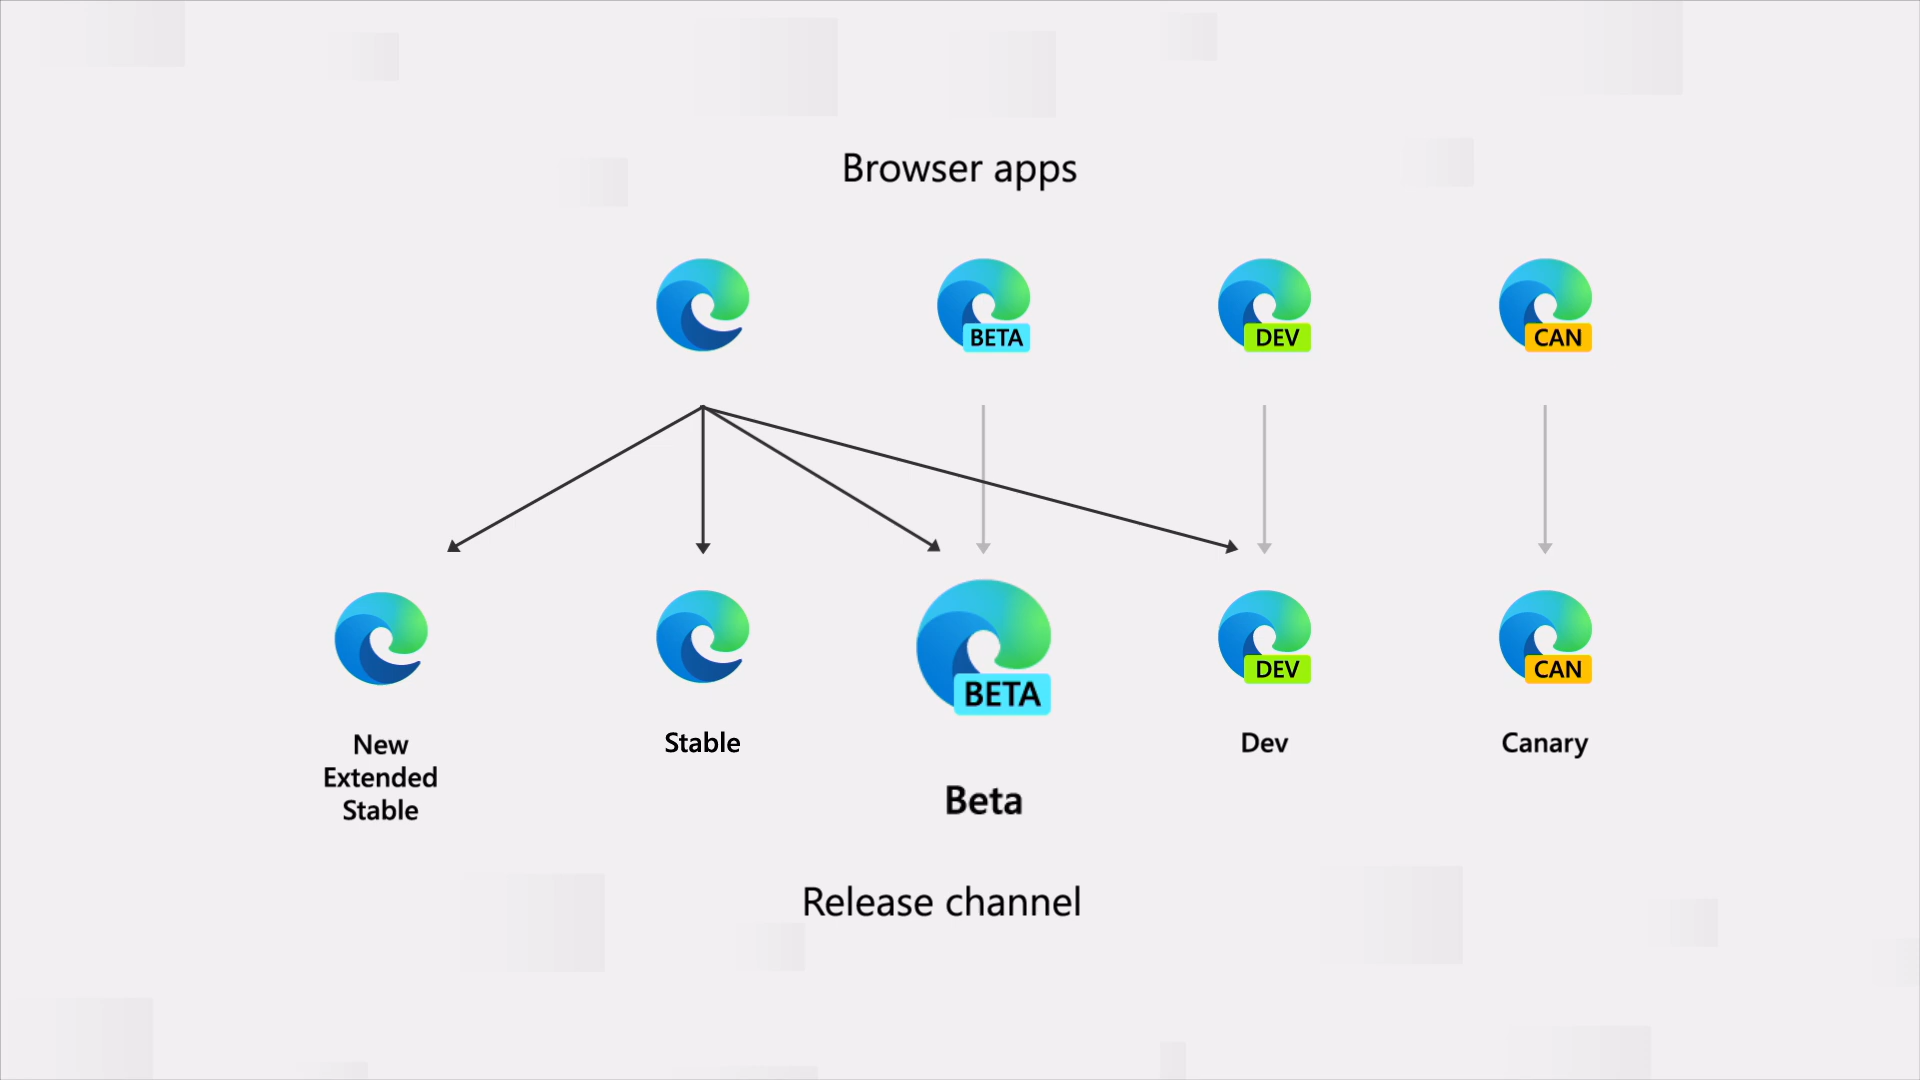 Browser apps
BETA
DEV
CAN
BETA
DEV
CAN
New
Extended
Stable
Stable
Beta
Dev
Canary
Release channel